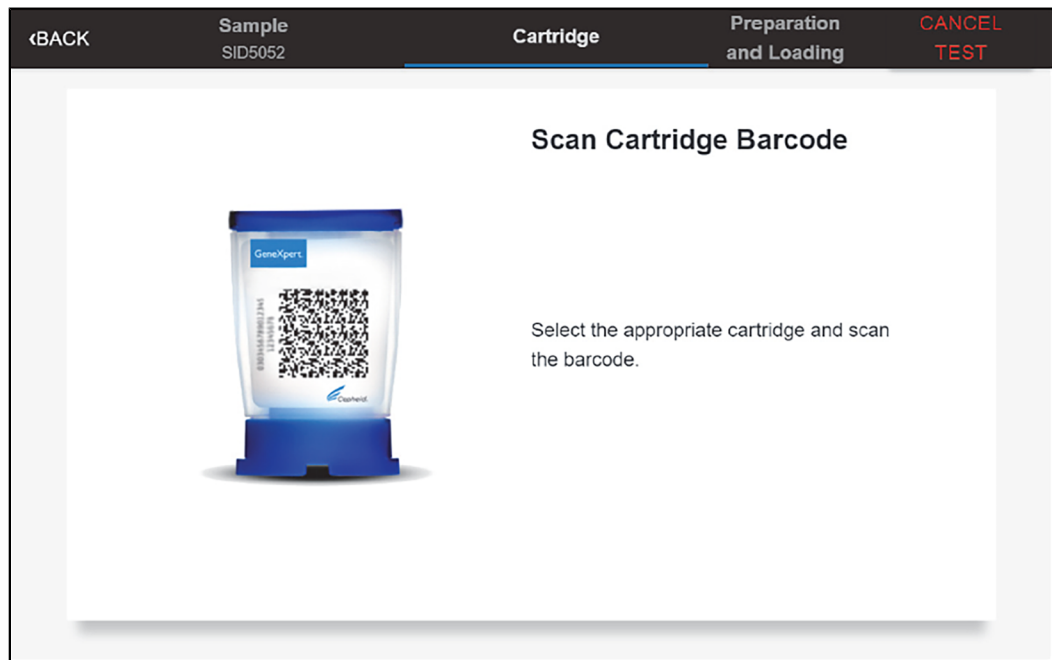 ‹BACK
Sample
SID5052
Cartridge
Preparation
and Loading
CANCEL
TEST
Scan Cartridge Barcode
GeneXpert
Cepheid.
Select the appropriate cartridge and scan
the barcode.